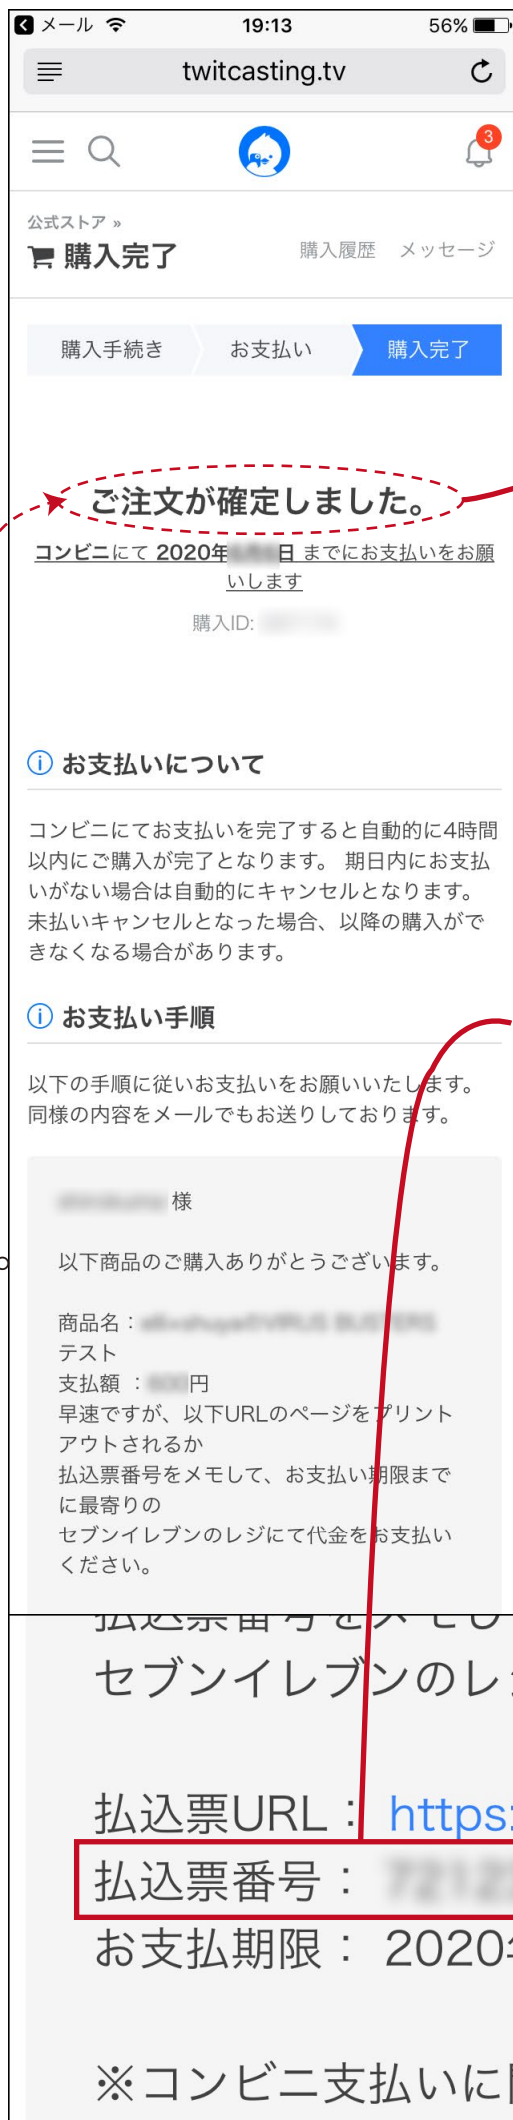 メール
19:13
56%
twitcasting.tv
3
公式ストア »
購入完了
購入履歴 メッセージ
購入手続き お支払い 購入完了
ご注文が確定しました。
コンビニにて 2020年 日 までにお支払いをお願
いします
購入ID:
お支払いについて
コンビニにてお支払いを完了すると自動的に4時間
以内にご購入が完了となります。 期日内にお支払
いがない場合は自動的にキャンセルとなります。
未払いキャンセルとなった場合、以降の購入がで
きなくなる場合があります。
お支払い手順
以下の手順に従いお支払いをお願いいたします。
同様の内容をメールでもお送りしております。
様
以下商品のご購入ありがとうございます。
商品名：
テスト
支払額 ： 円
早速ですが、以下URLのページをプリント
アウトされるか
払込票番号をメモして、お支払い期限まで
に最寄りの
セブンイレブンのレジにて代金をお支払い
ください。
払込票番号をメモし
セブンイレブンのレ
払込票URL： https:
払込票番号：
お支払期限： 2020
※コンビニ支払いに